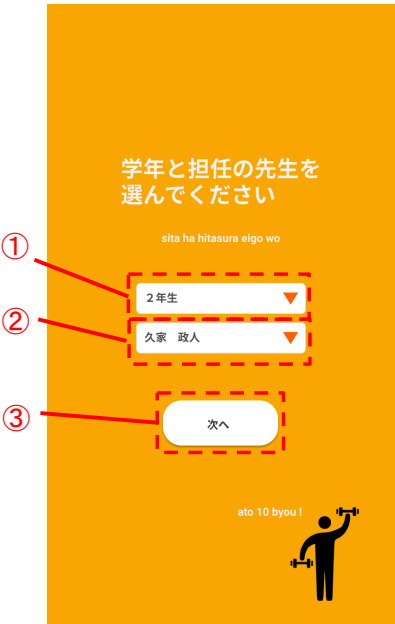 学年と担任の先生を
選んでください
sita ha hitasura eigo wo
①
２年生
②
久家　政人
③
次へ
ato 10 byou !